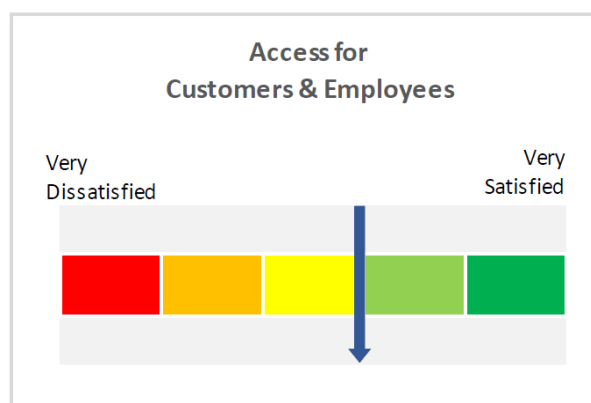 Access for
Customers & Employees
Very
Dissatisfied
Very
Satisfied